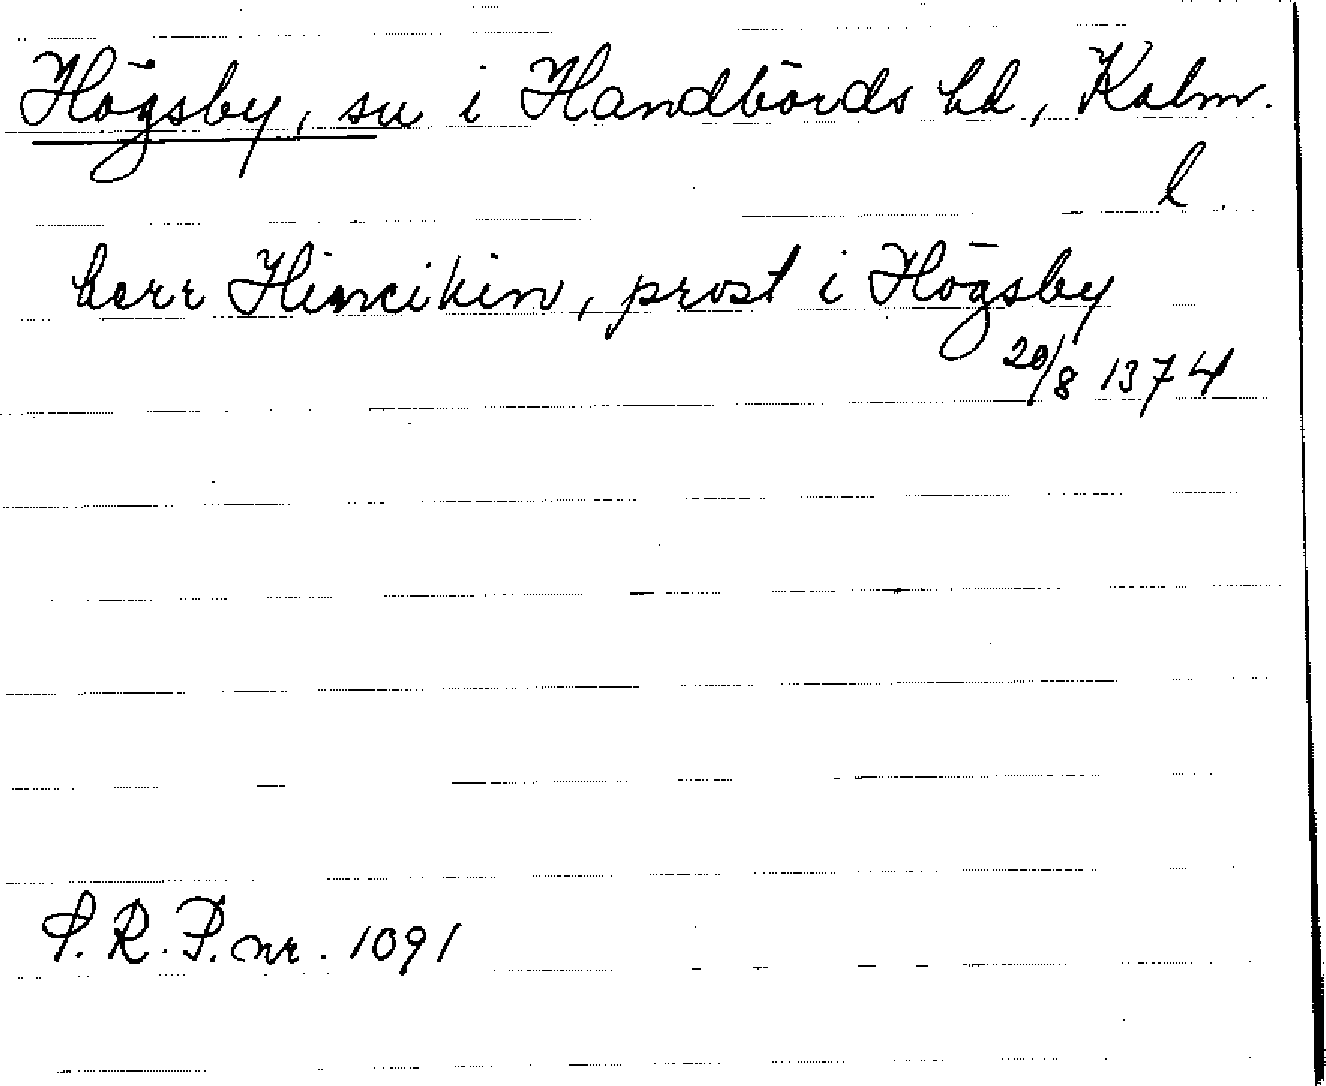 Högsby, sn i Handbörds hd, Kalm.
l.
herr Hincikin, prost i Högsby
20/8 1374
S.R.P. nr. 1091